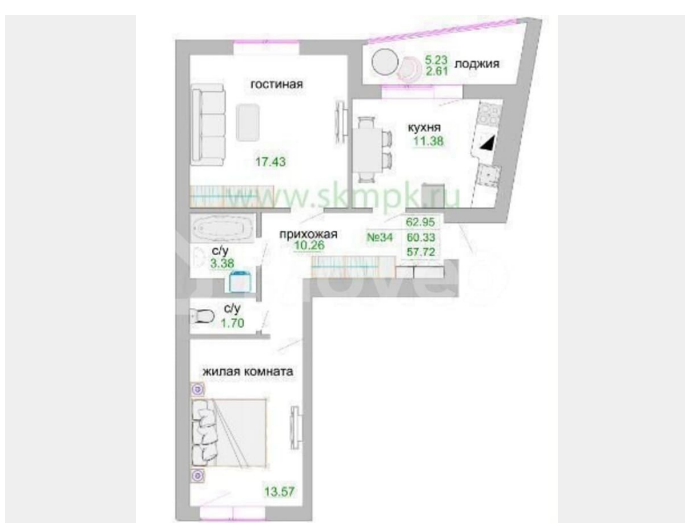 5.23
2.61
лоджия
гостиная
17.43
кухня
11.38
www.skmpk.ru
прихожая
10.26
№34
62.95
60.33
57.72
с/у
3.38
с/у
1.70
жилая комната
13.57